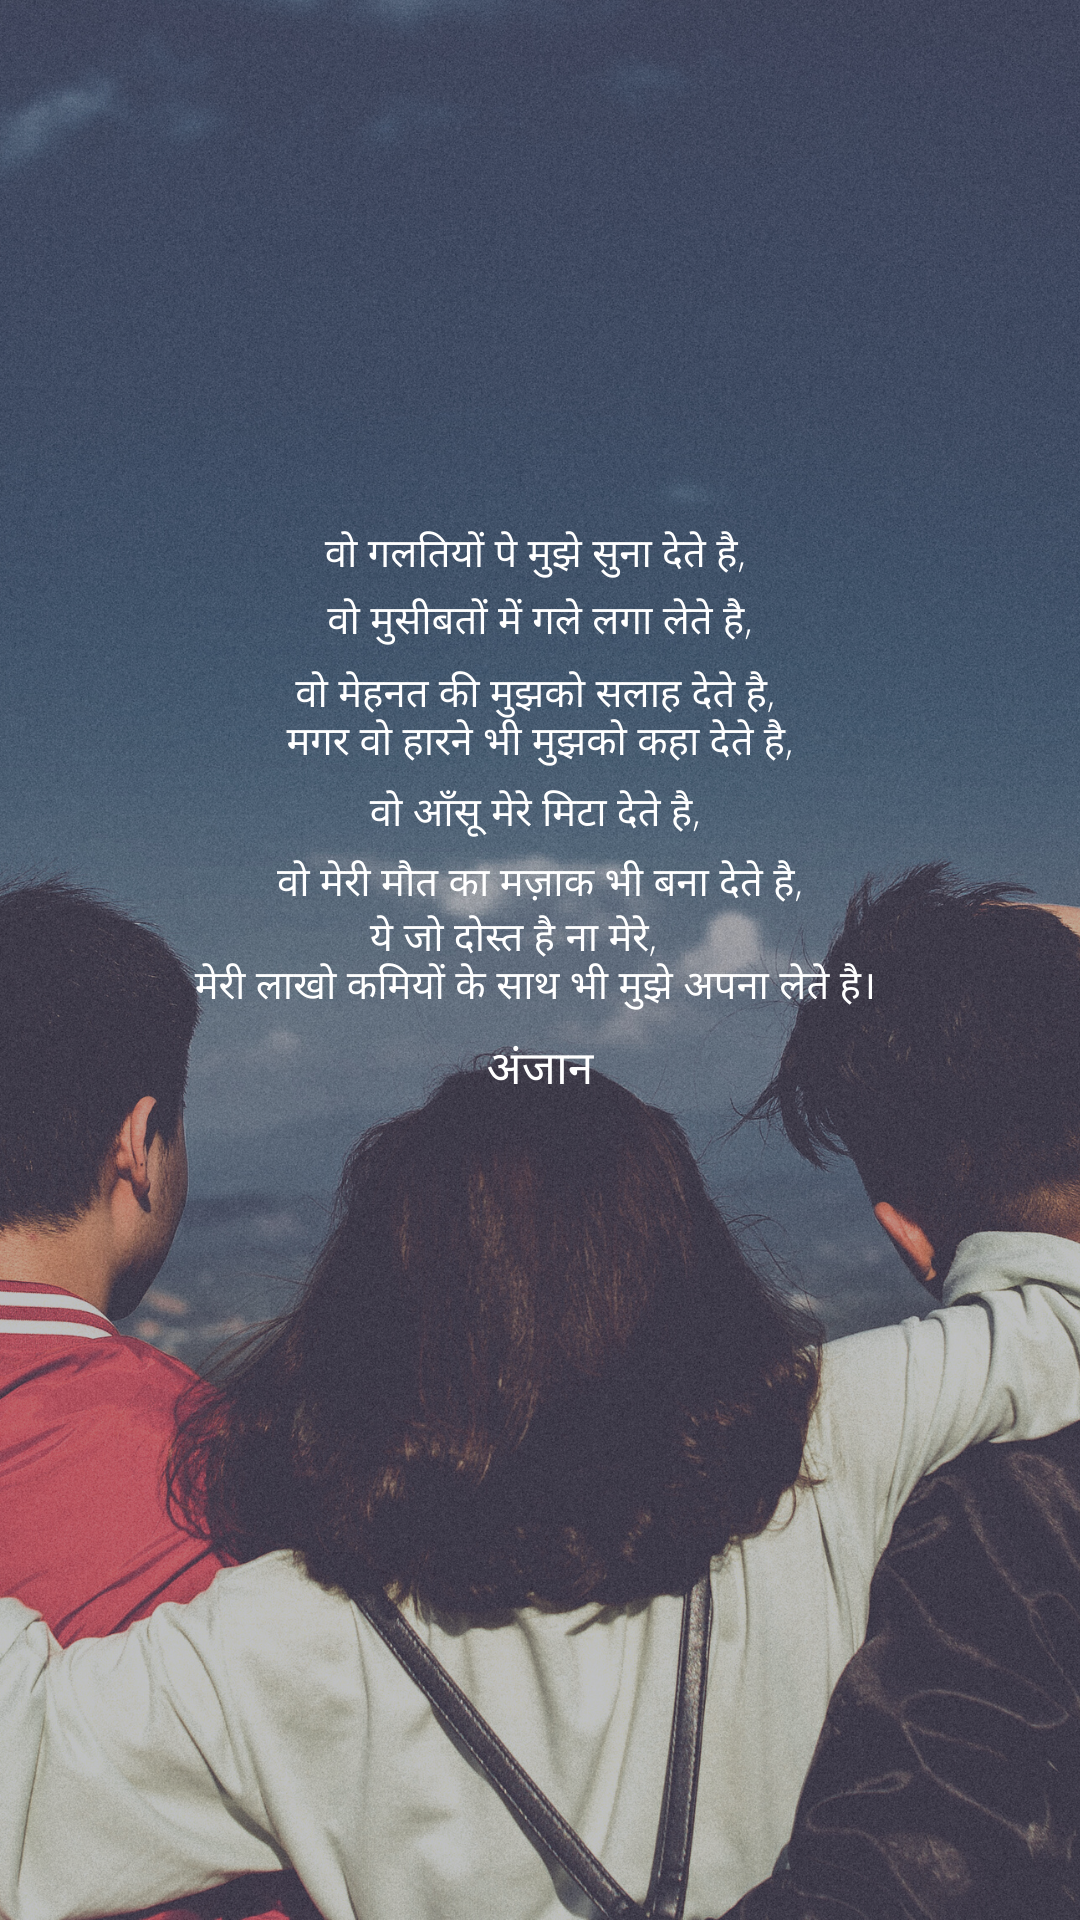 वो गलतियों पे मुझे सुना देते है,
वो मुसीबतों में गले लगा लेते है,
वो मेहनत की मुझको सलाह देते है,
मगर वो हारने भी मुझको कहा देते है,
वो आँसू मेरे मिटा देते है,
वो मेरी मौत का मज़ाक भी बना देते है,
ये जो दोस्त है ना मेरे,
मेरी लाखो कमियों के साथ भी मुझे अपना लेते है।
अंजान